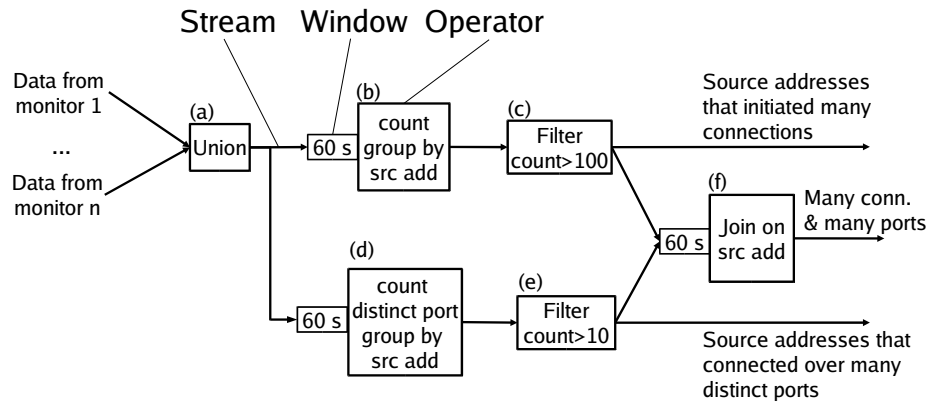 Stream Window Operator
Data from
monitor 1
...
Data from
monitor n
(a)
Union
60 s
(b)
count
group by
src add
(c)
Filter
count>100
Source addresses
that initiated many
connections
60 s
(d)
count
distinct port
group by
src add
(e)
Filter
count>10
60 s
(f)
Join on
src add
Many conn.
& many ports
Source addresses that
connected over many
distinct ports